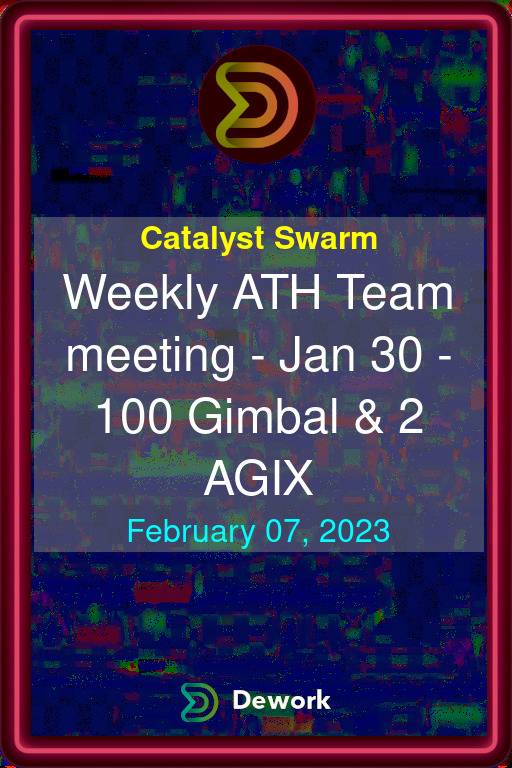 Catalyst Swarm
Weekly ATH Team
meeting - Jan 30 -
100 Gimbal & 2
AGIX
February 07, 2023
Dework